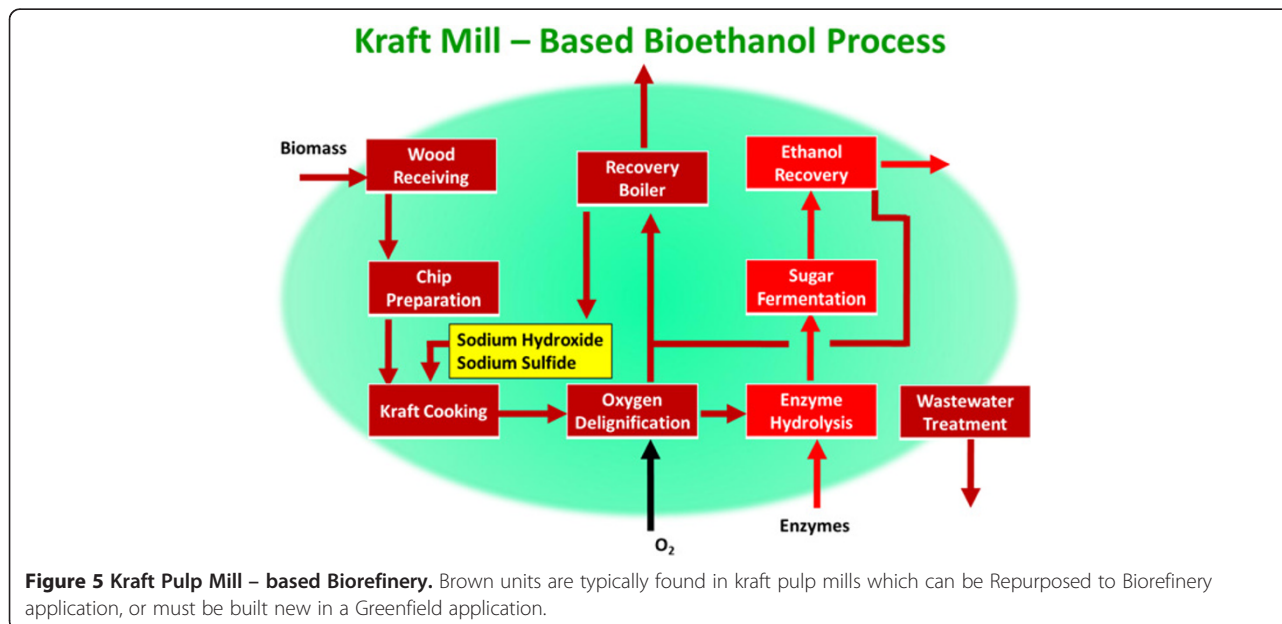 Kraft Mill – Based Bioethanol Process
Biomass
Wood
Receiving
Recovery
Boiler
Ethanol
Recovery
Chip
Preparation
Sugar
Fermentation
Sodium Hydroxide
Sodium Sulfide
Kraft Cooking
Oxygen
Delignification
Enzyme
Hydrolysis
Wastewater
Treatment
O₂
Enzymes
Figure 5 Kraft Pulp Mill – based Biorefinery. Brown units are typically found in kraft pulp mills which can be Repurposed to Biorefinery
application, or must be built new in a Greenfield application.